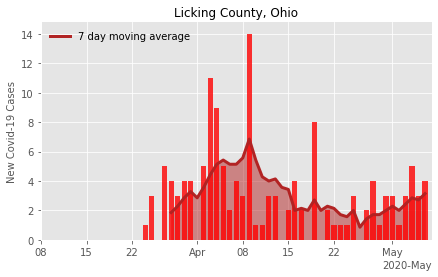 Licking County, Ohio
7 day moving average
New Covid-19 Cases
14
12
10
8
6
4
2
0
08 15 22 Apr 08 15 22 May
2020-May